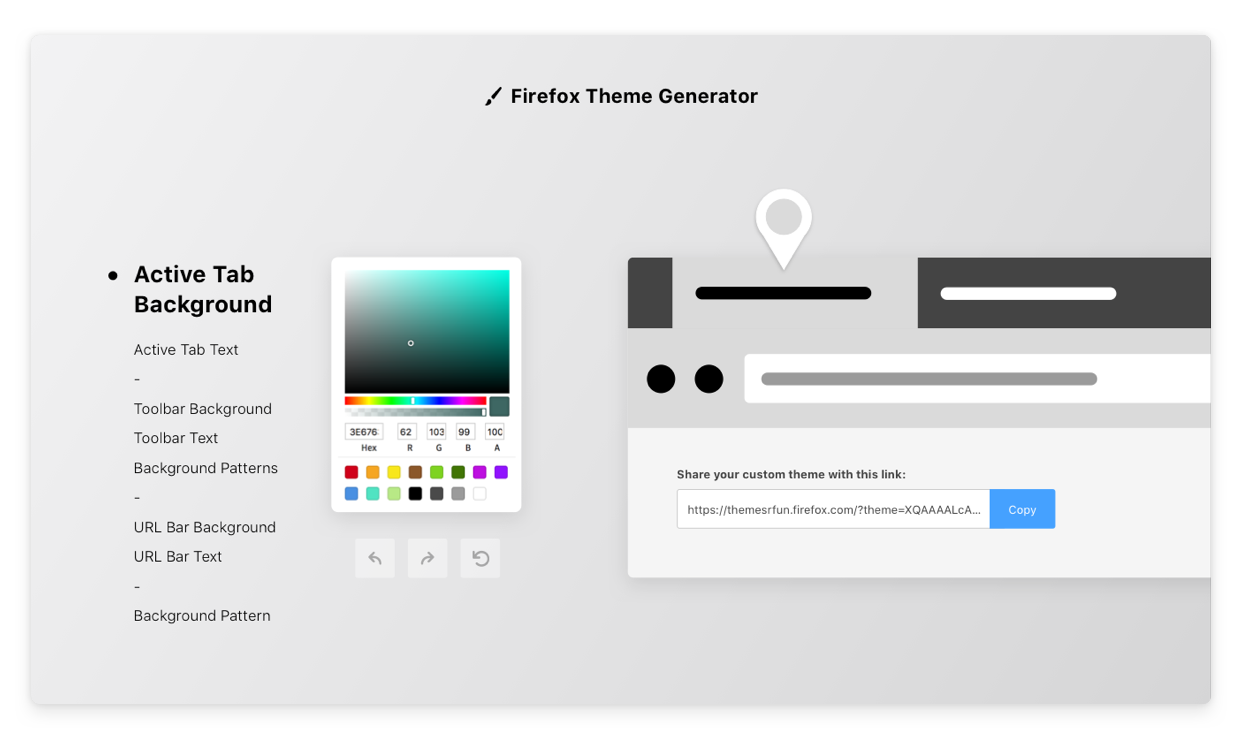 Firefox Theme Generator
Active Tab
Background
Active Tab Text
-
Toolbar Background
Toolbar Text
Background Patterns
-
URL Bar Background
URL Bar Text
-
Background Pattern
3E676 62 103 99 100
Hex R G B A
Share your custom theme with this link:
https://themesrfun.firefox.com/?theme=XQAAAALcA... Copy